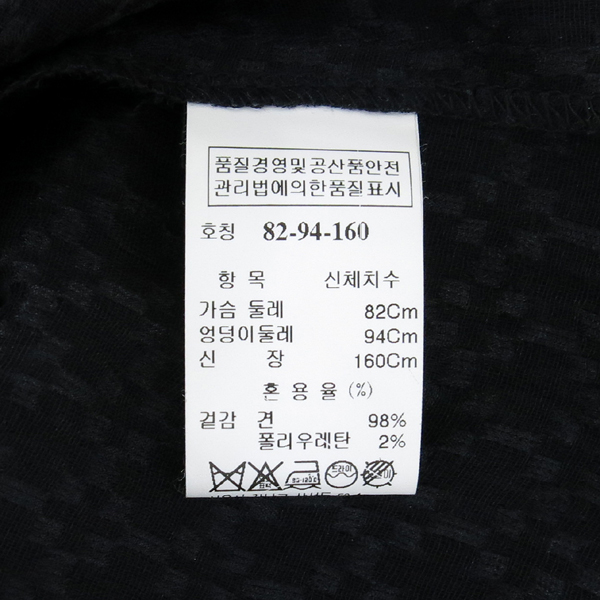 품질경영및공산품안전
관리법에의한품질표시
호칭 82-94-160
항 목 신체치수
가슴 둘레 82Cm
엉덩이둘레 94Cm
신 장 160Cm
혼 용 율 (%)
겉감 견 98%
폴리우레탄 2%
드라이